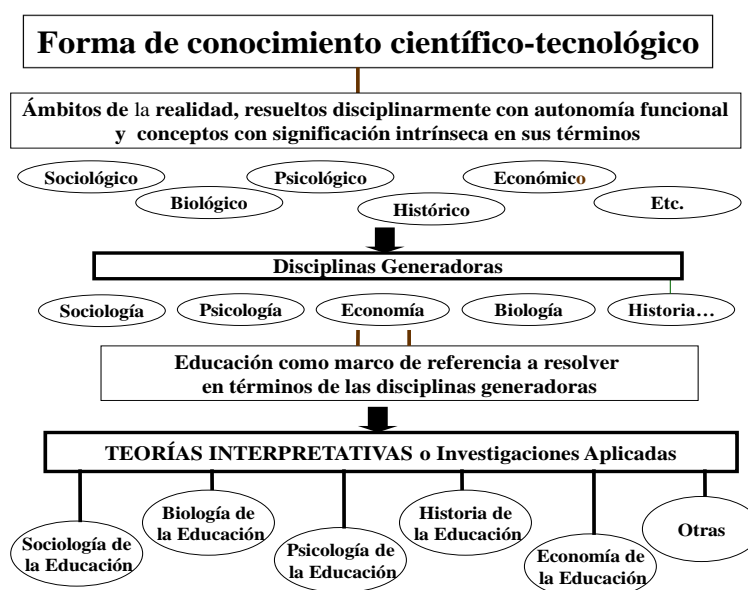 Forma de conocimiento científico-tecnológico
Ámbitos de la realidad, resueltos disciplinarmente con autonomía funcional
y conceptos con significación intrínseca en sus términos
Sociológico
Psicológico
Económico
Biológico
Histórico
Etc.
Disciplinas Generadoras
Sociología
Psicología
Economía
Biología
Historia…
Educación como marco de referencia a resolver
en términos de las disciplinas generadoras
TEORÍAS INTERPRETATIVAS o Investigaciones Aplicadas
Sociología de
la Educación
Biología de
la Educación
Psicología de
la Educación
Historia de
la Educación
Economía de
la Educación
Otras